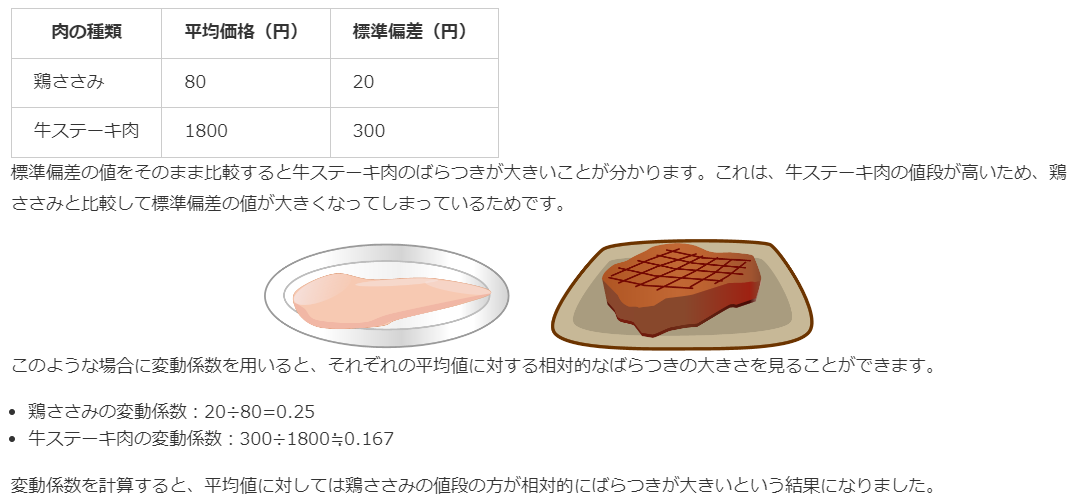 肉の種類 平均価格（円） 標準偏差（円）
鶏ささみ 80 20
牛ステーキ肉 1800 300
標準偏差の値をそのまま比較すると牛ステーキ肉のばらつきが大きいことが分かります。これは、牛ステーキ肉の値段が高いため、鶏
ささみと比較して標準偏差の値が大きくなってしまっているためです。
このような場合に変動係数を用いると、それぞれの平均値に対する相対的なばらつきの大きさを見ることができます。
• 鶏ささみの変動係数：20÷80=0.25
• 牛ステーキ肉の変動係数：300÷1800≒0.167
変動係数を計算すると、平均値に対しては鶏ささみの値段の方が相対的にばらつきが大きいという結果になりました。